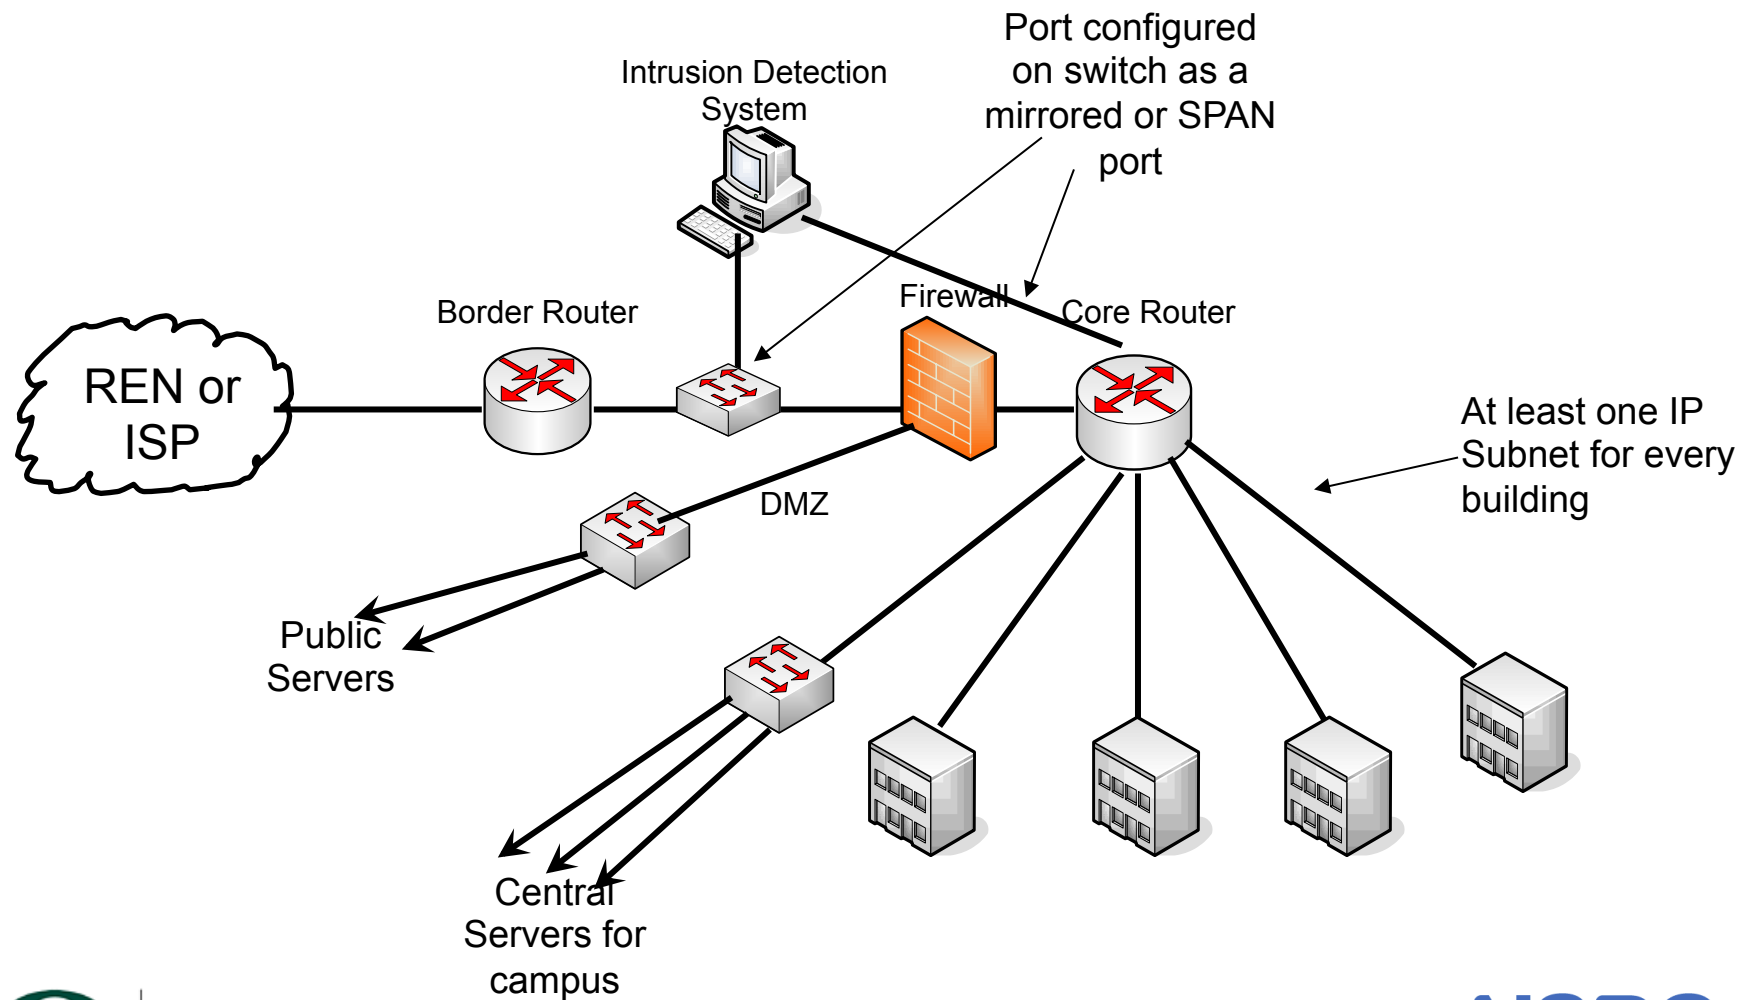 Port configured
on switch as a
mirrored or SPAN
port
Intrusion Detection
System
Border Router
Firewall
Core Router
REN or
ISP
At least one IP
Subnet for every
building
DMZ
Public
Servers
Central
Servers for
campus